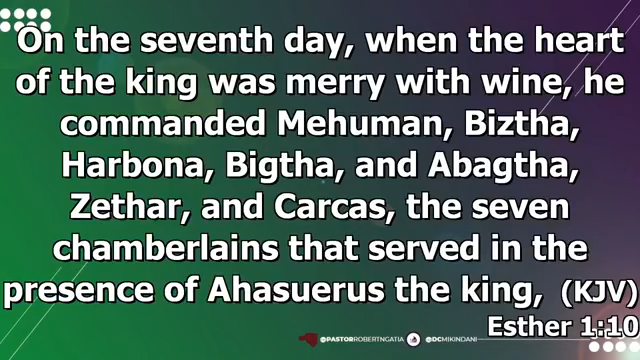 On the seventh day, when the heart
of the king was merry with wine, he
commanded Mehuman, Biztha,
Harbona, Bigtha, and Abagtha,
Zethar, and Carcas, the seven
chamberlains that served in the
presence of Ahasuerus the king, (KJV)
Esther 1:10
@PASTORROBERTNGATIA @DCMIKINDANI